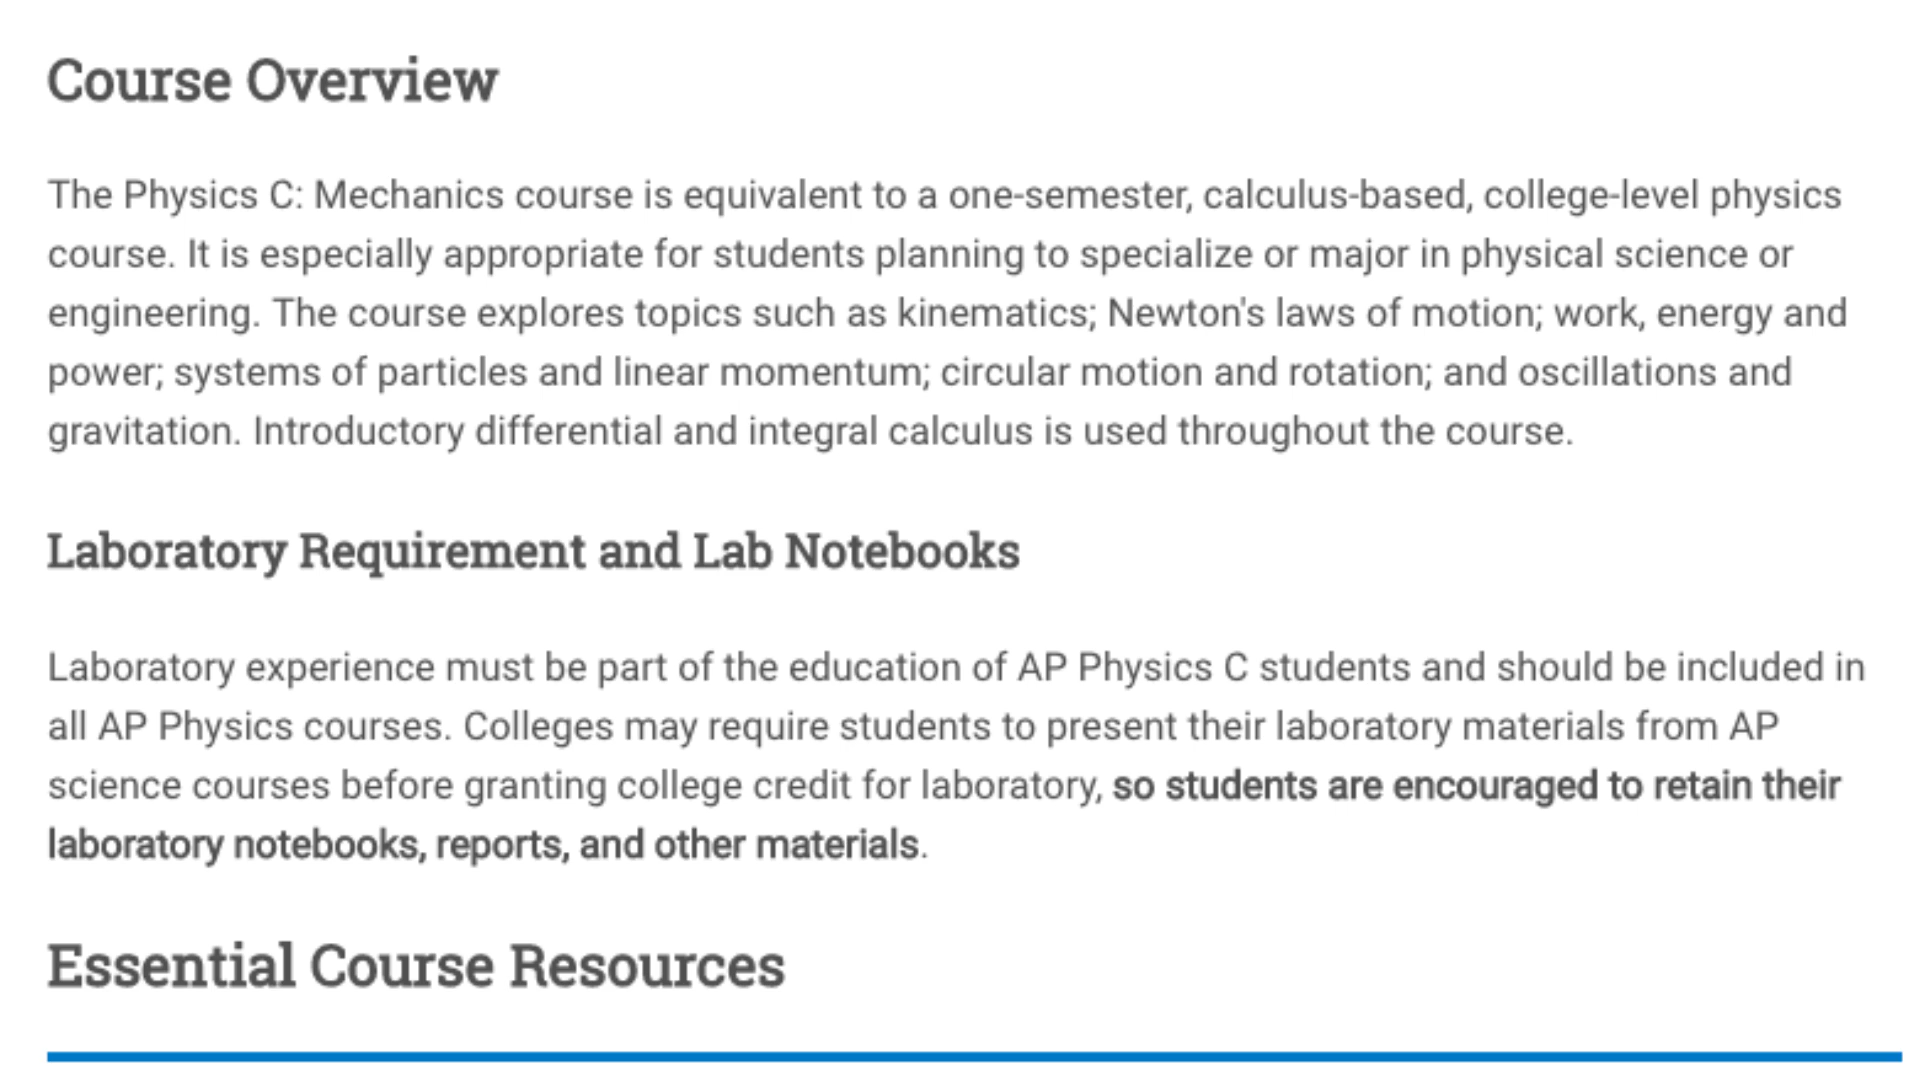 Course Overview
The Physics C: Mechanics course is equivalent to a one-semester, calculus-based, college-level physics
course. It is especially appropriate for students planning to specialize or major in physical science or
engineering. The course explores topics such as kinematics; Newton's laws of motion; work, energy and
power; systems of particles and linear momentum; circular motion and rotation; and oscillations and
gravitation. Introductory differential and integral calculus is used throughout the course.
Laboratory Requirement and Lab Notebooks
Laboratory experience must be part of the education of AP Physics C students and should be included in
all AP Physics courses. Colleges may require students to present their laboratory materials from AP
science courses before granting college credit for laboratory, so students are encouraged to retain their
laboratory notebooks, reports, and other materials.
Essential Course Resources